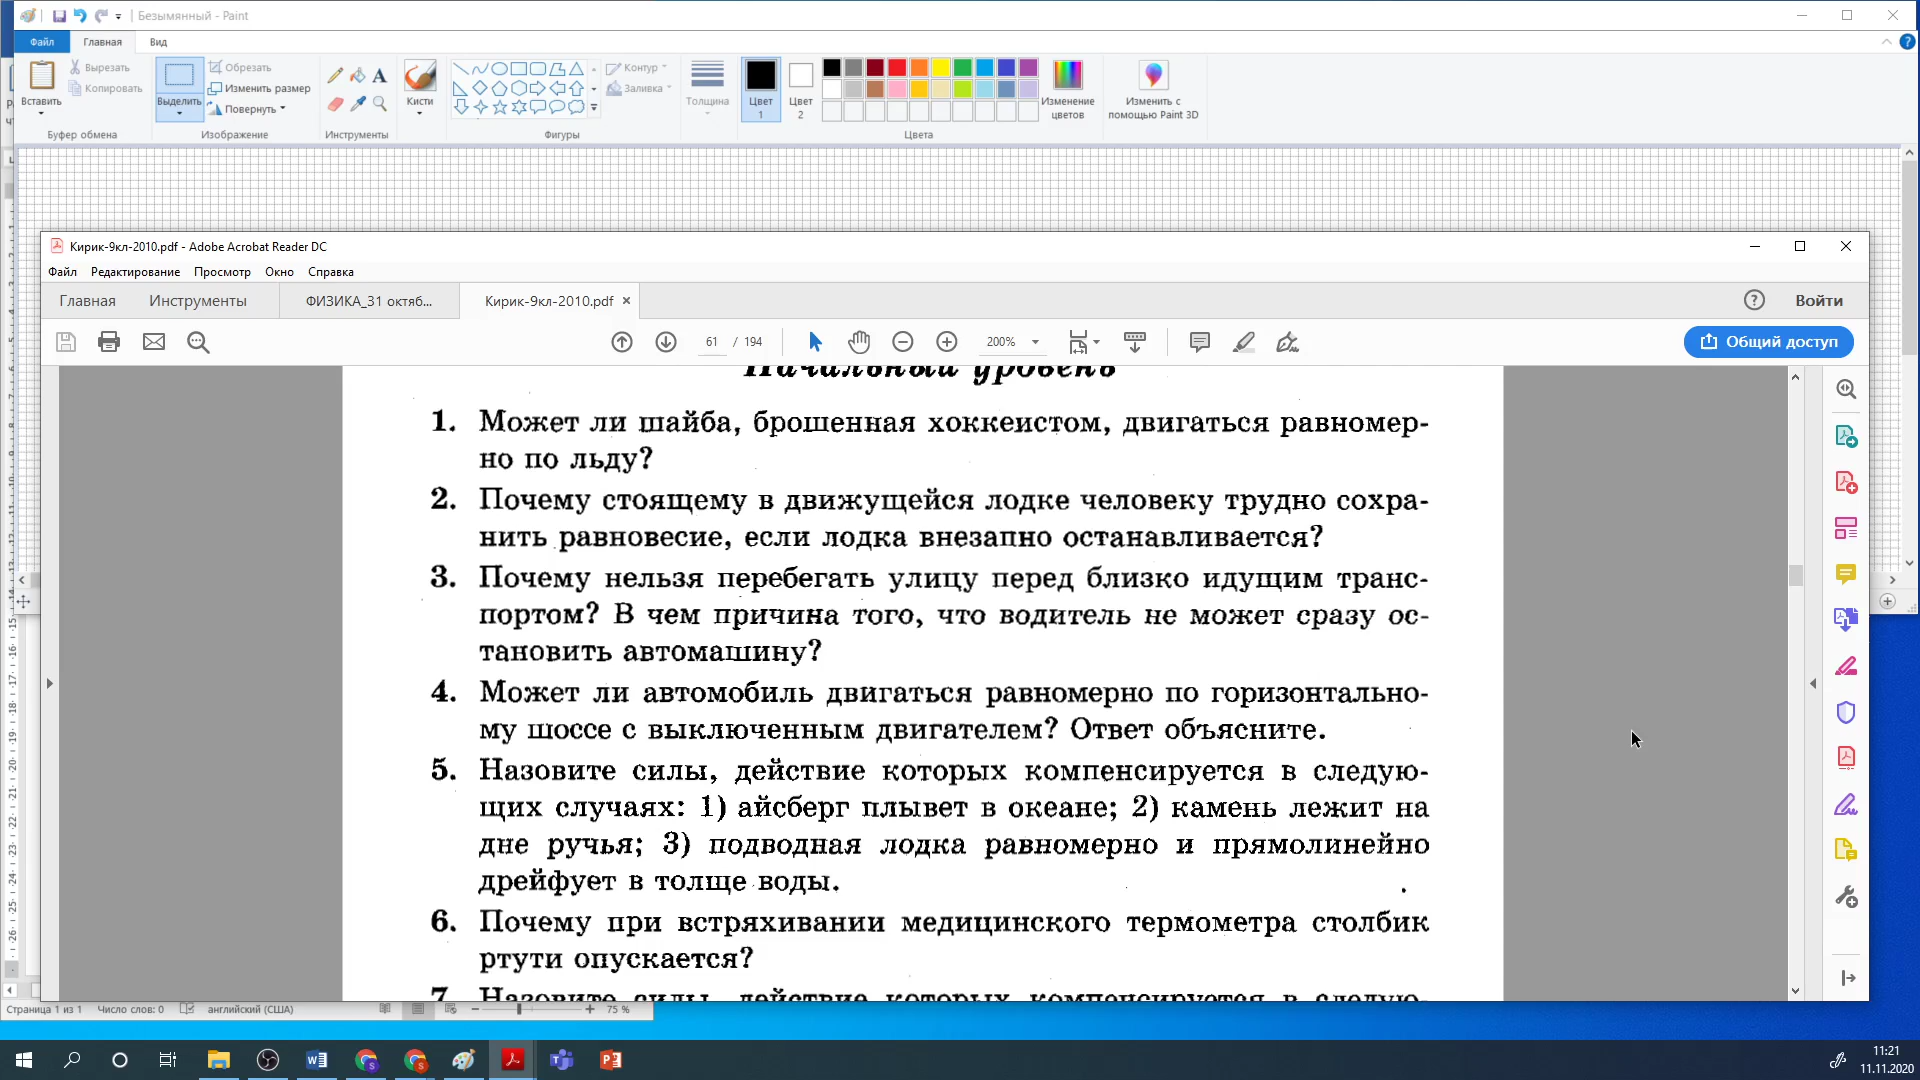 Безымянный - Paint
Файл
Главная
Вид
Вставить
Вырезать
Копировать
Буфер обмена
Выделить
Обрезать
Изменить размер
Повернуть
Изображение
Инструменты
Кисти
Фигуры
Контур
Заливка
Толщина
Цвет
1
Цвет
2
Цвета
Изменение
цветов
Изменить с
помощью Paint 3D
Кирик-9кл-2010.pdf - Adobe Acrobat Reader DC
Файл Редактирование Просмотр Окно Справка
Главная Инструменты ФИЗИКА_31 октяб... Кирик-9кл-2010.pdf × Войти
61 / 194 200% Общий доступ
Начальный уровень
1. Может ли шайба, брошенная хоккеистом, двигаться равномер-
но по льду?
2. Почему стоящему в движущейся лодке человеку трудно сохра-
нить равновесие, если лодка внезапно останавливается?
3. Почему нельзя перебегать улицу перед близко идущим транс-
портом? В чем причина того, что водитель не может сразу ос-
тановить автомашину?
4. Может ли автомобиль двигаться равномерно по горизонтально-
му шоссе с выключенным двигателем? Ответ объясните.
5. Назовите силы, действие которых компенсируется в следую-
щих случаях: 1) айсберг плывет в океане; 2) камень лежит на
дне ручья; 3) подводная лодка равномерно и прямолинейно
дрейфует в толще воды.
6. Почему при встряхивании медицинского термометра столбик
ртути опускается?
7. Назовите силы, действие которых компенсируется в следую-
Страница 1 из 1 Число слов: 0 английский (США) 75 %
11:21
11.11.2020